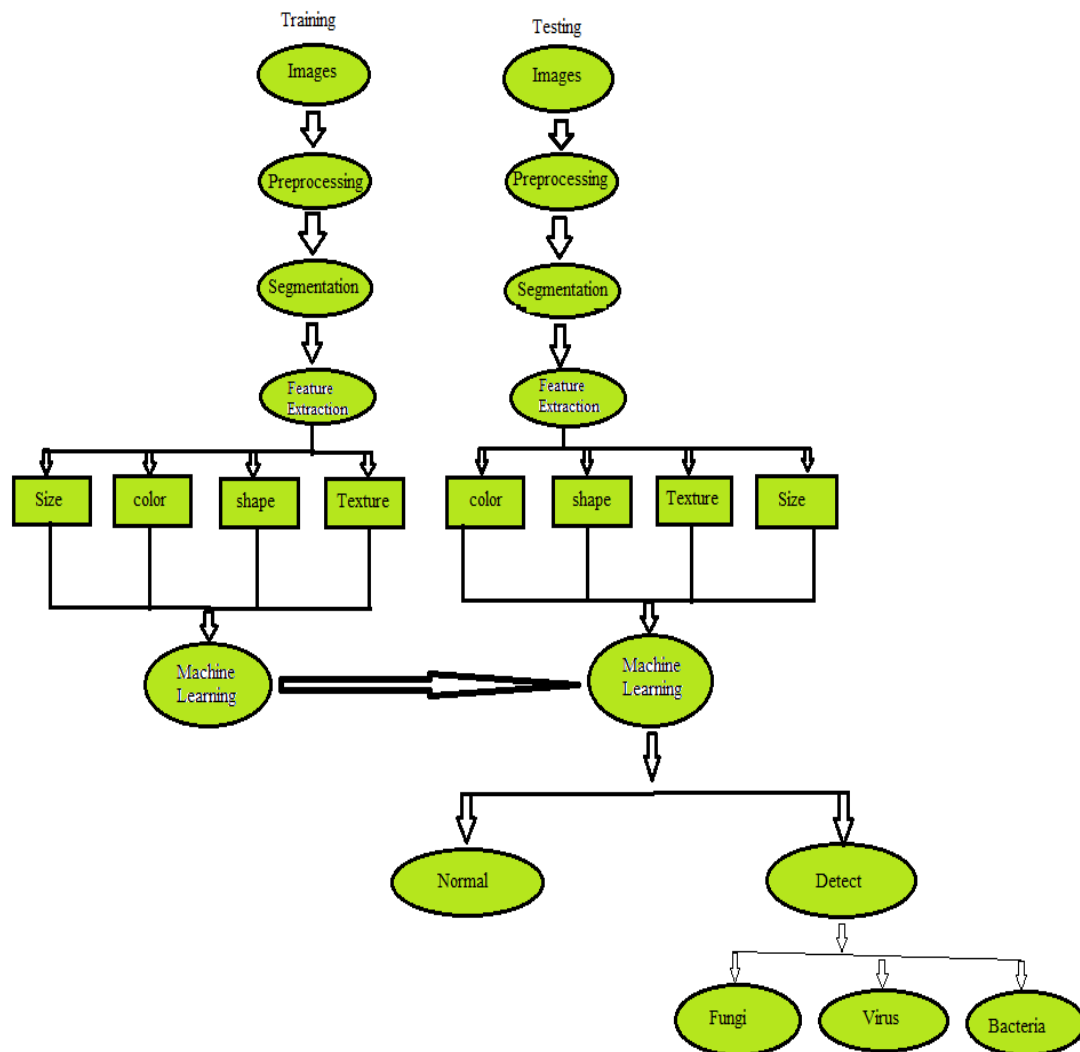 Training
Testing
Images
Images
Preprocessing
Preprocessing
Segmentation
Segmentation
Feature
Extraction
Feature
Extraction
Size
color
shape
Texture
color
shape
Texture
Size
Machine
Learning
Machine
Learning
Normal
Detect
Fungi
Virus
Bacteria